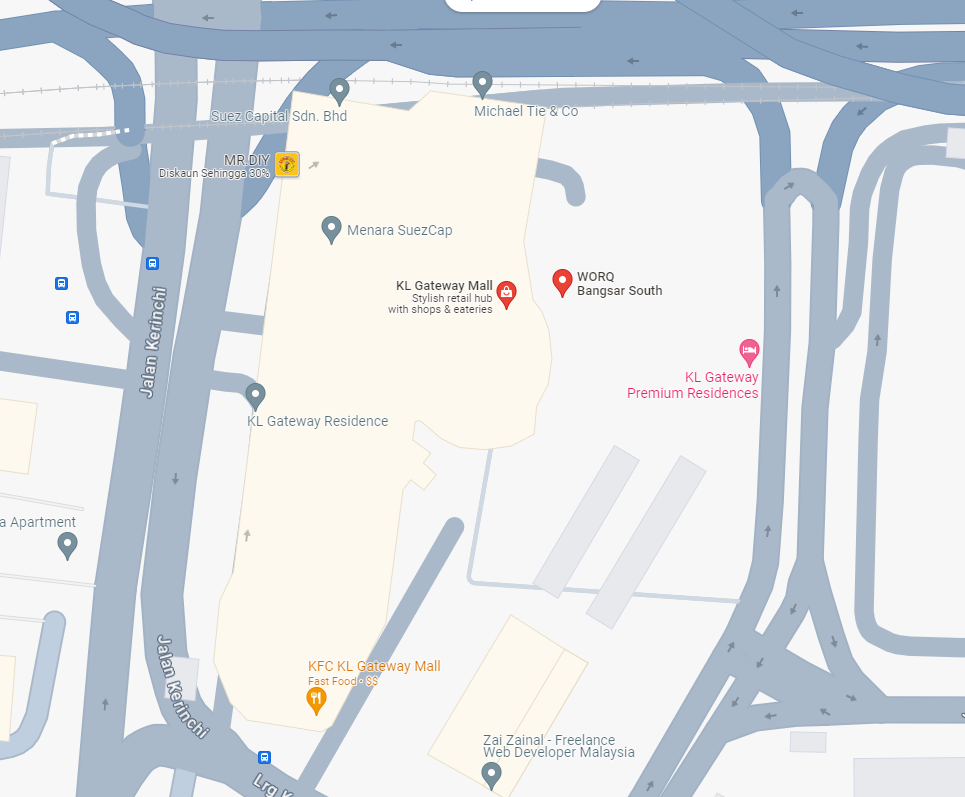 Suez Capital Sdn. Bhd
Michael Tie & Co
MR.DIY
Diskaun Sehingga 30%
Menara SuezCap
KL Gateway Mall
Stylish retail hub
with shops & eateries
WORQ
Bangsar South
Jalan Kerinchi
KL Gateway
Premium Residences
KL Gateway Residence
a Apartment
Jalan Kerinchi
KFC KL Gateway Mall
Fast Food • $$
Zai Zainal - Freelance
Web Developer Malaysia
Lrg